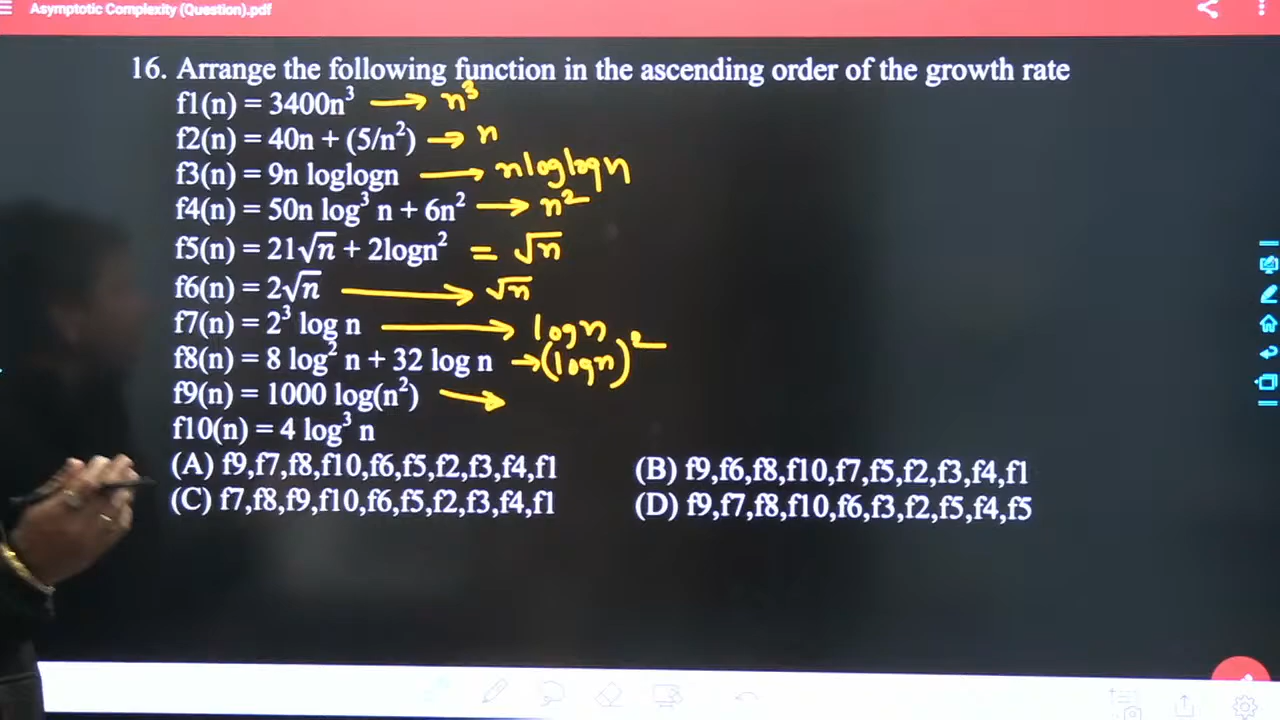 Asymptotic Complexity (Question).pdf
16. Arrange the following function in the ascending order of the growth rate
f1(n) = 3400n³ → n³
f2(n) = 40n + (5/n²) → n
f3(n) = 9n loglogn → nloglogn
f4(n) = 50n log³ n + 6n² → n²
f5(n) = 21√n + 2logn² = √n
f6(n) = 2√n → √n
f7(n) = 2³ log n → logn
f8(n) = 8 log² n + 32 log n → (logn)²
f9(n) = 1000 log(n²) →
f10(n) = 4 log³ n
(A) f9,f7,f8,f10,f6,f5,f2,f3,f4,f1 (B) f9,f6,f8,f10,f7,f5,f2,f3,f4,f1
(C) f7,f8,f9,f10,f6,f5,f2,f3,f4,f1 (D) f9,f7,f8,f10,f6,f3,f2,f5,f4,f5